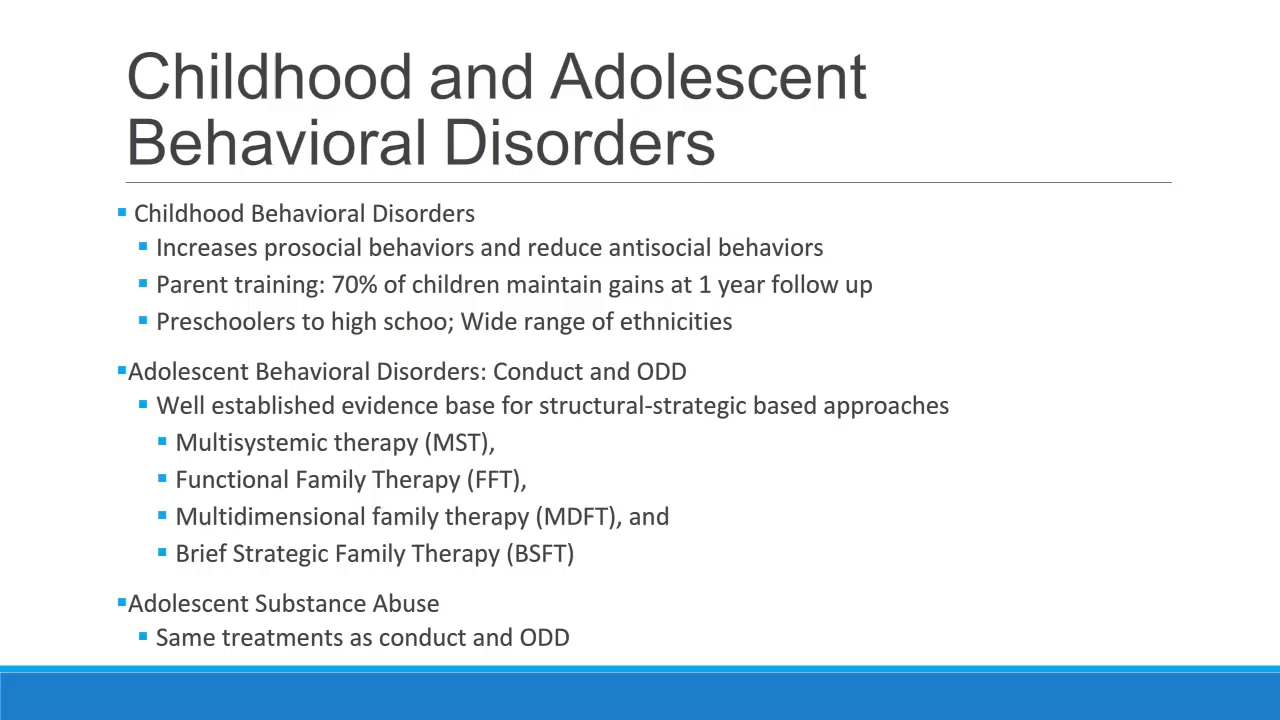 Childhood and Adolescent
Behavioral Disorders
Childhood Behavioral Disorders
Increases prosocial behaviors and reduce antisocial behaviors
Parent training: 70% of children maintain gains at 1 year follow up
Preschoolers to high schoo; Wide range of ethnicities
Adolescent Behavioral Disorders: Conduct and ODD
Well established evidence base for structural-strategic based approaches
Multisystemic therapy (MST),
Functional Family Therapy (FFT),
Multidimensional family therapy (MDFT), and
Brief Strategic Family Therapy (BSFT)
Adolescent Substance Abuse
Same treatments as conduct and ODD